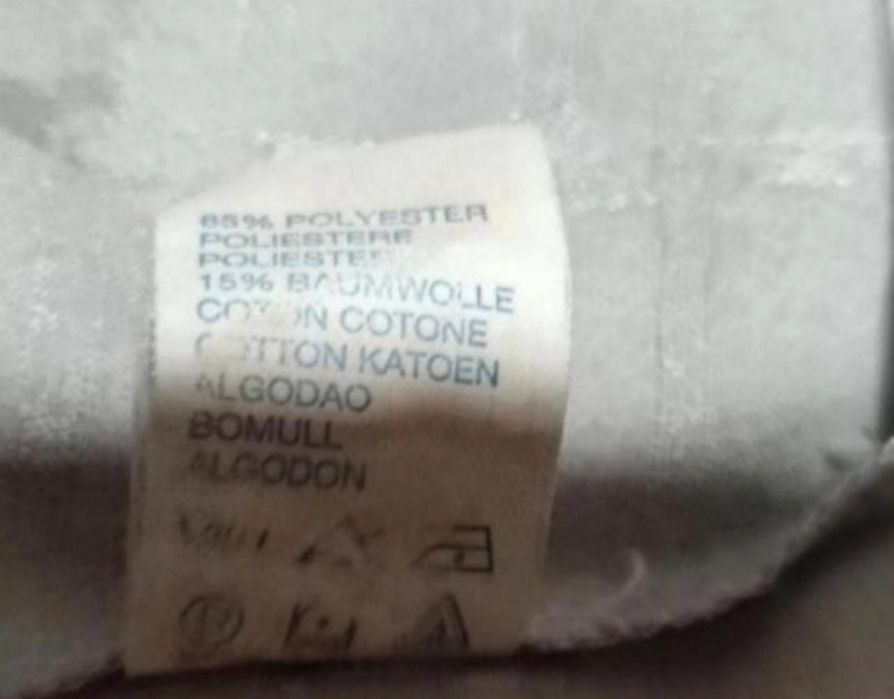 85% POLYESTER
POLIESTERE
POLIESTER
15% BAUMWOLLE
COTON COTONE
COTTON KATOEN
ALGODAO
BOMULL
ALGODON